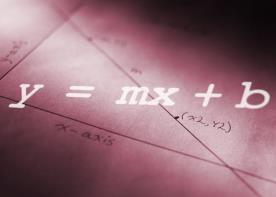 y = mx + b
(x2, y2)
x-axis